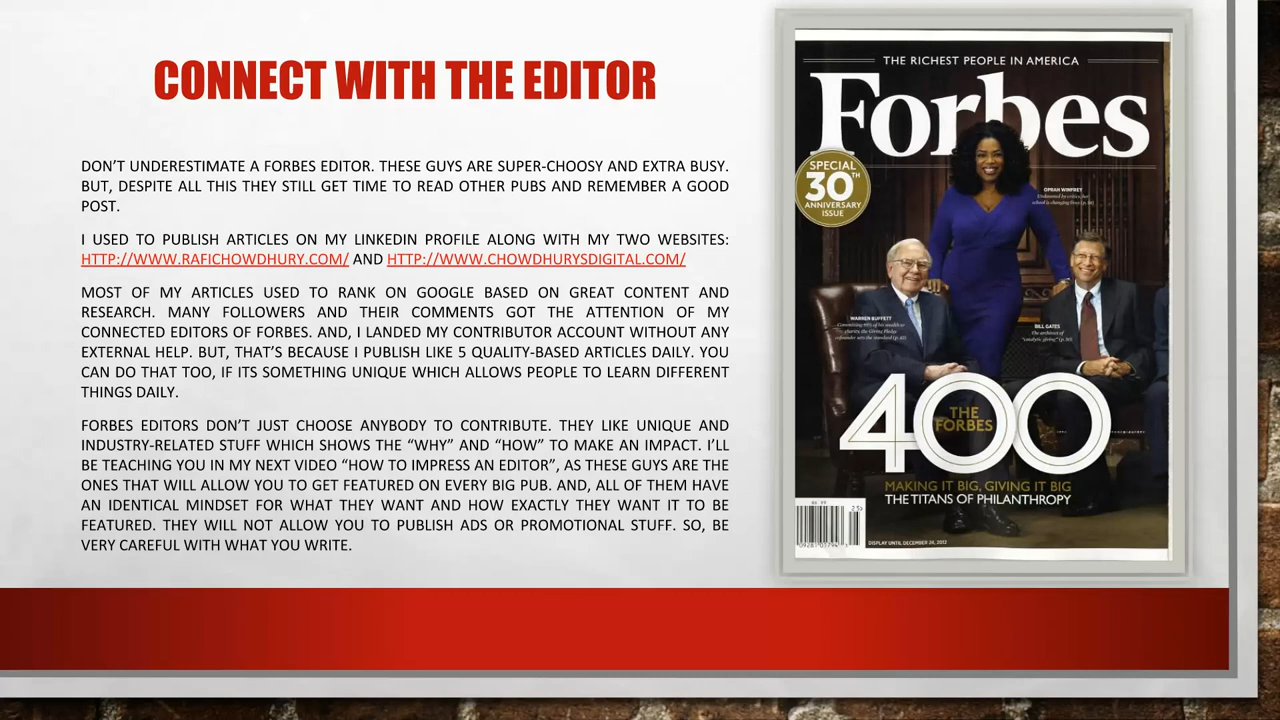 CONNECT WITH THE EDITOR
DON'T UNDERESTIMATE A FORBES EDITOR. THESE GUYS ARE SUPER-CHOOSY AND EXTRA BUSY.
BUT, DESPITE ALL THIS THEY STILL GET TIME TO READ OTHER PUBS AND REMEMBER A GOOD
POST.
I USED TO PUBLISH ARTICLES ON MY LINKEDIN PROFILE ALONG WITH MY TWO WEBSITES:
HTTP://WWW.RAFICHOWDHURY.COM/ AND HTTP://WWW.CHOWDHURYSDIGITAL.COM/
MOST OF MY ARTICLES USED TO RANK ON GOOGLE BASED ON GREAT CONTENT AND
RESEARCH. MANY FOLLOWERS AND THEIR COMMENTS GOT THE ATTENTION OF MY
CONNECTED EDITORS OF FORBES. AND, I LANDED MY CONTRIBUTOR ACCOUNT WITHOUT ANY
EXTERNAL HELP. BUT, THAT'S BECAUSE I PUBLISH LIKE 5 QUALITY-BASED ARTICLES DAILY. YOU
CAN DO THAT TOO, IF ITS SOMETHING UNIQUE WHICH ALLOWS PEOPLE TO LEARN DIFFERENT
THINGS DAILY.
FORBES EDITORS DON'T JUST CHOOSE ANYBODY TO CONTRIBUTE. THEY LIKE UNIQUE AND
INDUSTRY-RELATED STUFF WHICH SHOWS THE "WHY" AND "HOW" TO MAKE AN IMPACT. I'LL
BE TEACHING YOU IN MY NEXT VIDEO "HOW TO IMPRESS AN EDITOR", AS THESE GUYS ARE THE
ONES THAT WILL ALLOW YOU TO GET FEATURED ON EVERY BIG PUB. AND, ALL OF THEM HAVE
AN IDENTICAL MINDSET FOR WHAT THEY WANT AND HOW EXACTLY THEY WANT IT TO BE
FEATURED. THEY WILL NOT ALLOW YOU TO PUBLISH ADS OR PROMOTIONAL STUFF. SO, BE
VERY CAREFUL WITH WHAT YOU WRITE.
THE RICHEST PEOPLE IN AMERICA
Forbes
SPECIAL
30TH
ANNIVERSARY
ISSUE
OPRAH WINFREY
WARREN BUFFETT
BILL GATES
The architect of
400
THE
FORBES
MAKING IT BIG, GIVING IT BIG
THE TITANS OF PHILANTHROPY
DISPLAY UNTIL DECEMBER 24, 2012